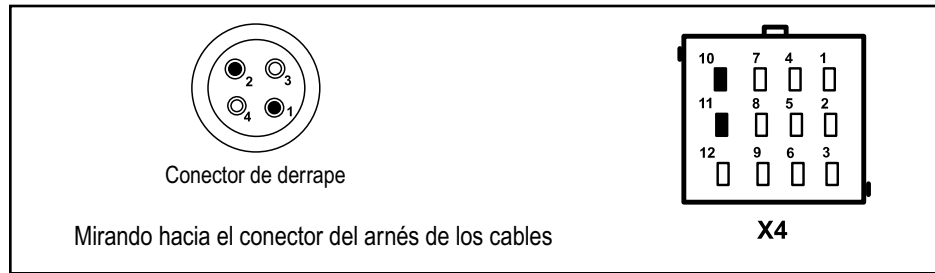 2 3
4 1
Conector de derrape
Mirando hacia el conector del arnés de los cables
10 7 4 1
11 8 5 2
12 9 6 3
X4